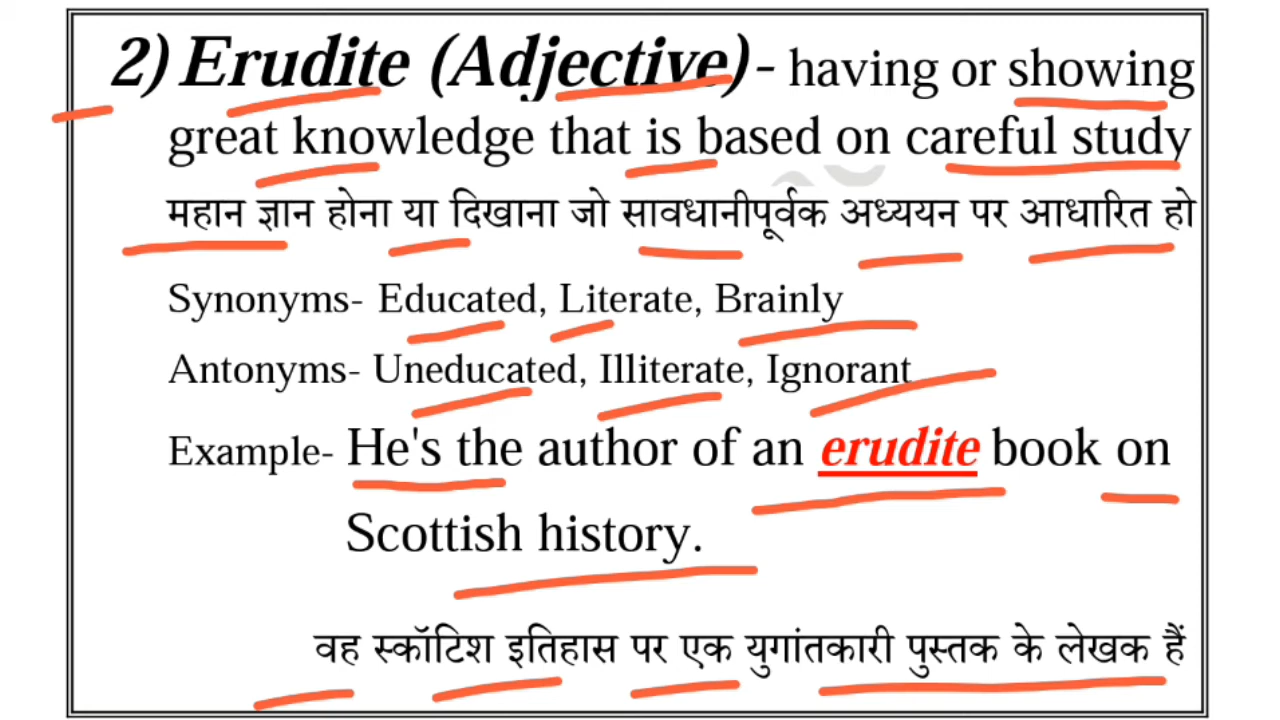 2) Erudite (Adjective)- having or showing
great knowledge that is based on careful study
महान ज्ञान होना या दिखाना जो सावधानीपूर्वक अध्ययन पर आधारित हो
Synonyms- Educated, Literate, Brainly
Antonyms- Uneducated, Illiterate, Ignorant
Example- He's the author of an erudite book on
Scottish history.
वह स्कॉटिश इतिहास पर एक युगांतकारी पुस्तक के लेखक हैं